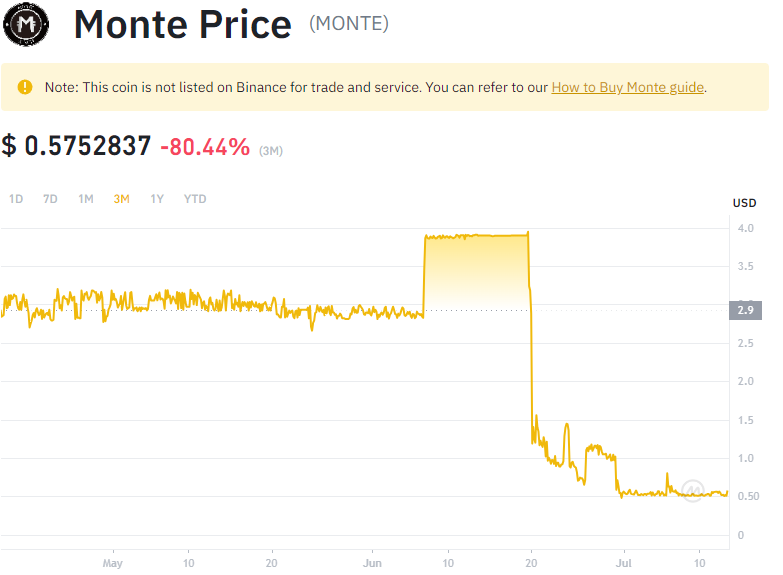 Monte Price (MONTE)
Note: This coin is not listed on Binance for trade and service. You can refer to our How to Buy Monte guide.
$ 0.5752837 -80.44% (3M)
1D 7D 1M 3M 1Y YTD
USD
4.0
3.5
2.9
2.5
2.0
1.5
1.0
0.50
0
May 10 20 Jun 10 20 Jul 10